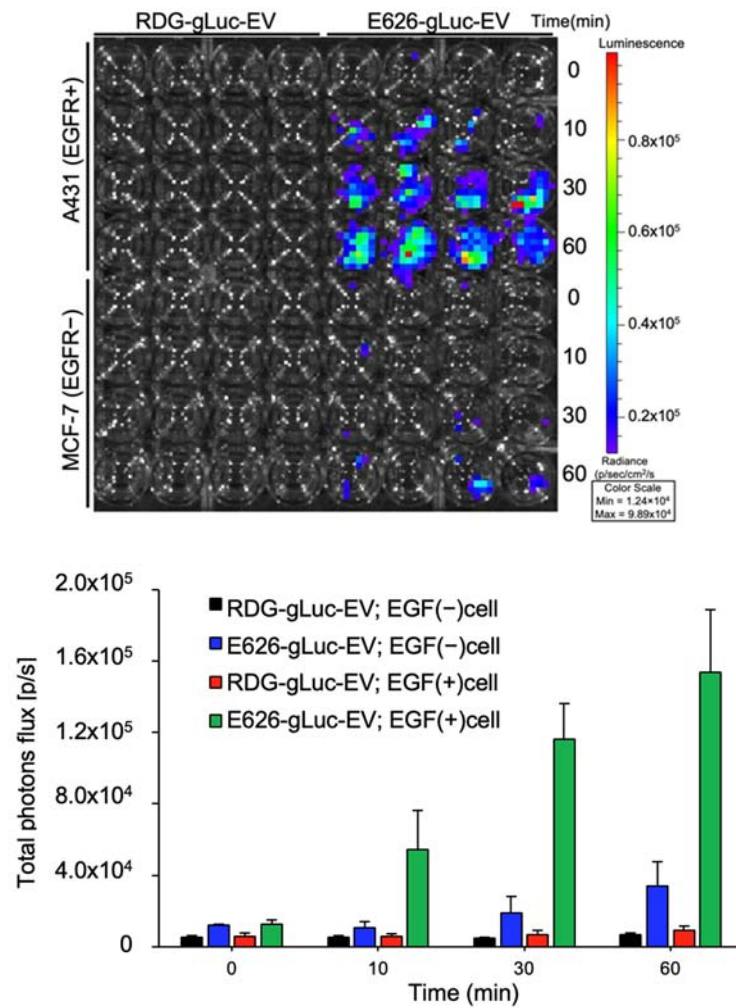 RDG-gLuc-EV E626-gLuc-EV Time(min)
A431 (EGFR+)
MCF-7 (EGFR−)
0
10
30
60
0
10
30
60
Luminescence
0.8x10⁵
0.6x10⁵
0.4x10⁵
0.2x10⁵
Radiance
(p/sec/cm²/s
Color Scale
Min = 1.24×10⁴
Max = 9.89x10⁴
Total photons flux [p/s]
2.0x10⁵
1.6x10⁵
1.2x10⁵
8.0x10⁴
4.0x10⁴
0
RDG-gLuc-EV; EGF(−)cell
E626-gLuc-EV; EGF(−)cell
RDG-gLuc-EV; EGF(+)cell
E626-gLuc-EV; EGF(+)cell
0 10 30 60
Time (min)